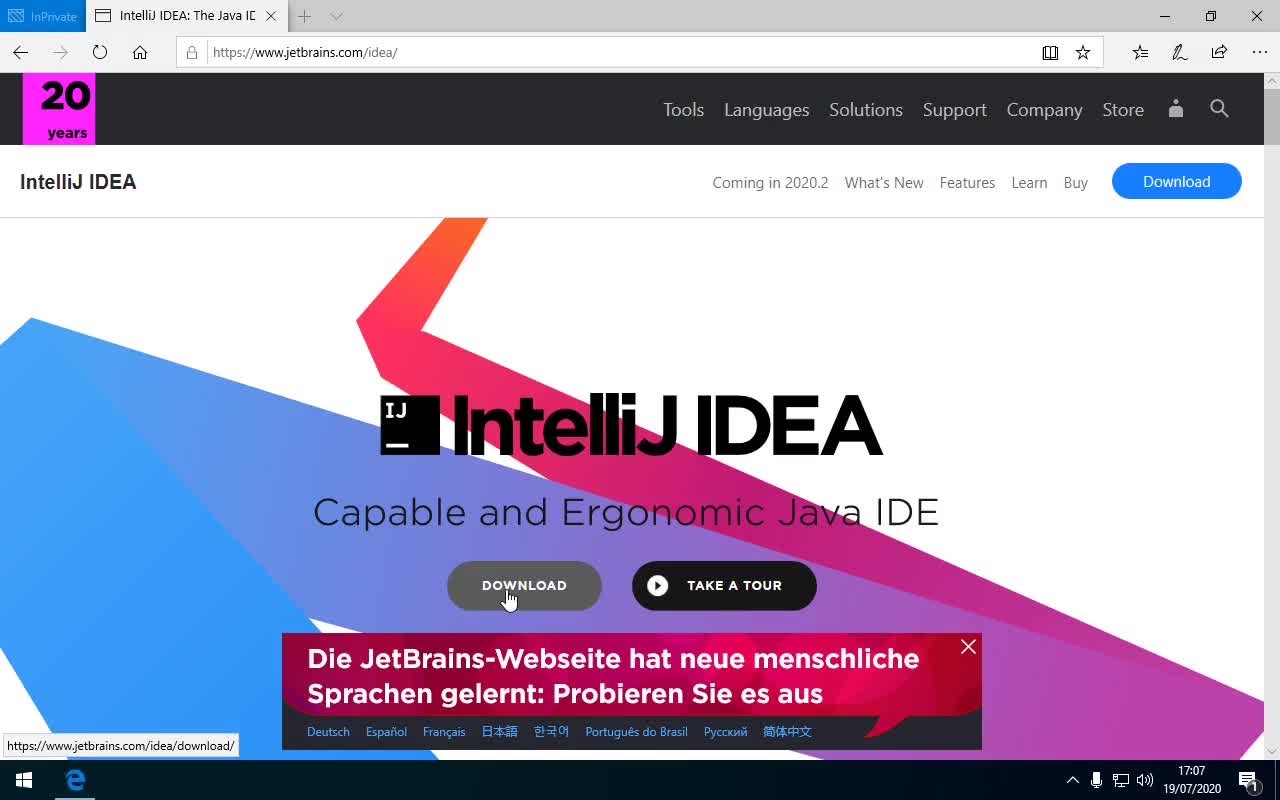 InPrivate
IntelliJ IDEA: The Java ID
https://www.jetbrains.com/idea/
20
years
Tools Languages Solutions Support Company Store
IntelliJ IDEA
Coming in 2020.2 What's New Features Learn Buy Download
IJ
IntelliJ IDEA
Capable and Ergonomic Java IDE
DOWNLOAD
TAKE A TOUR
Die JetBrains-Webseite hat neue menschliche
Sprachen gelernt: Probieren Sie es aus
Deutsch Español Français 日本語 한국어 Português do Brasil Русский 简体中文
https://www.jetbrains.com/idea/download/
17:07
19/07/2020
1